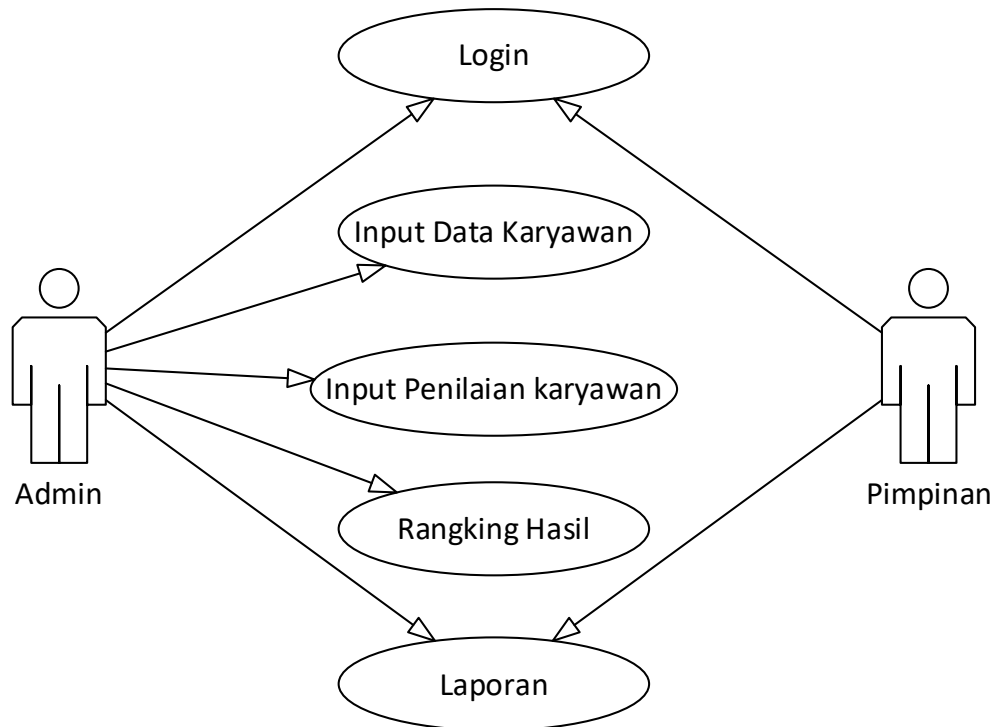 Login
Input Data Karyawan
Input Penilaian karyawan
Admin
Pimpinan
Rangking Hasil
Laporan